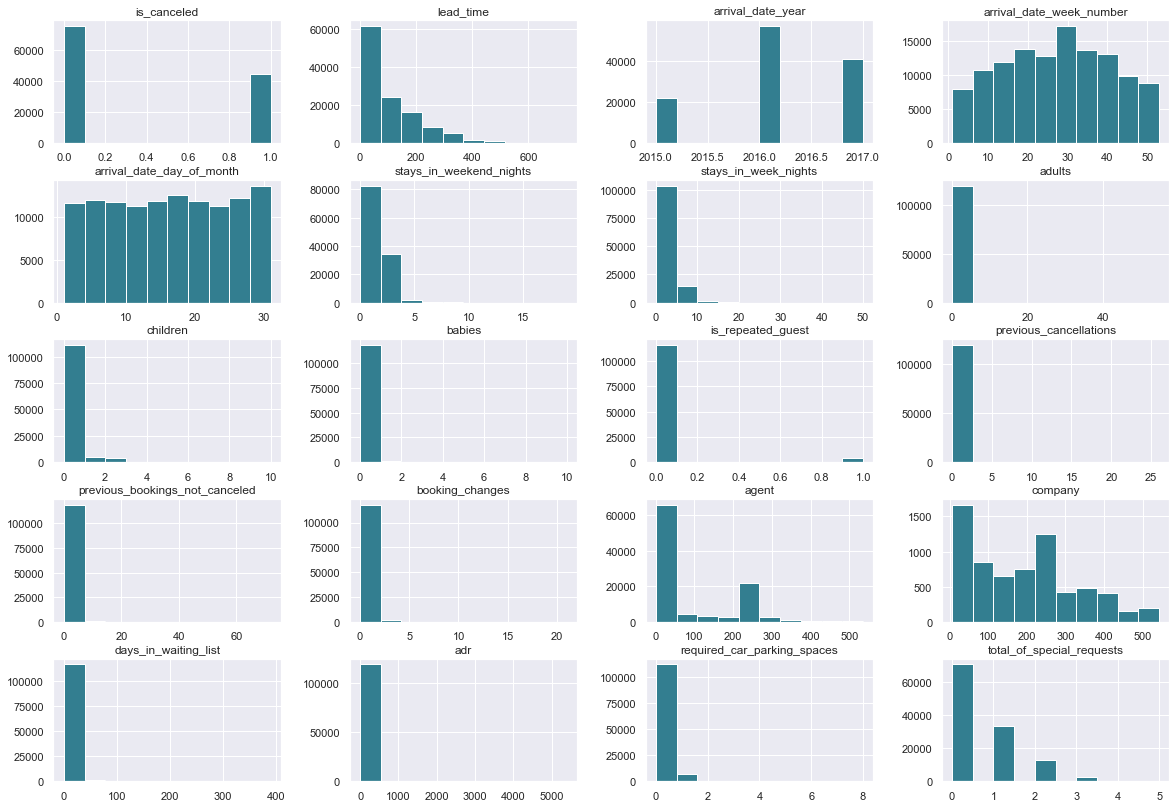 is_canceled
60000
40000
20000
0
0.0 0.2 0.4 0.6 0.8 1.0
lead_time
60000
40000
20000
0
0 200 400 600
arrival_date_year
40000
20000
0
2015.0 2015.5 2016.0 2016.5 2017.0
arrival_date_week_number
15000
10000
5000
0
0 10 20 30 40 50
arrival_date_day_of_month
10000
5000
0
0 10 20 30
stays_in_weekend_nights
80000
60000
40000
20000
0
0 5 10 15
stays_in_week_nights
100000
75000
50000
25000
0
0 10 20 30 40 50
adults
100000
50000
0
0 20 40
children
100000
75000
50000
25000
0
0 2 4 6 8 10
babies
100000
75000
50000
25000
0
0 2 4 6 8 10
is_repeated_guest
100000
75000
50000
25000
0
0.0 0.2 0.4 0.6 0.8 1.0
previous_cancellations
100000
50000
0
0 5 10 15 20 25
previous_bookings_not_canceled
100000
75000
50000
25000
0
0 20 40 60
booking_changes
100000
75000
50000
25000
0
0 5 10 15 20
agent
60000
40000
20000
0
0 100 200 300 400 500
company
1500
1000
500
0
0 100 200 300 400 500
days_in_waiting_list
100000
75000
50000
25000
0
0 100 200 300 400
adr
100000
50000
0
0 1000 2000 3000 4000 5000
required_car_parking_spaces
100000
75000
50000
25000
0
0 2 4 6 8
total_of_special_requests
60000
40000
20000
0
0 1 2 3 4 5